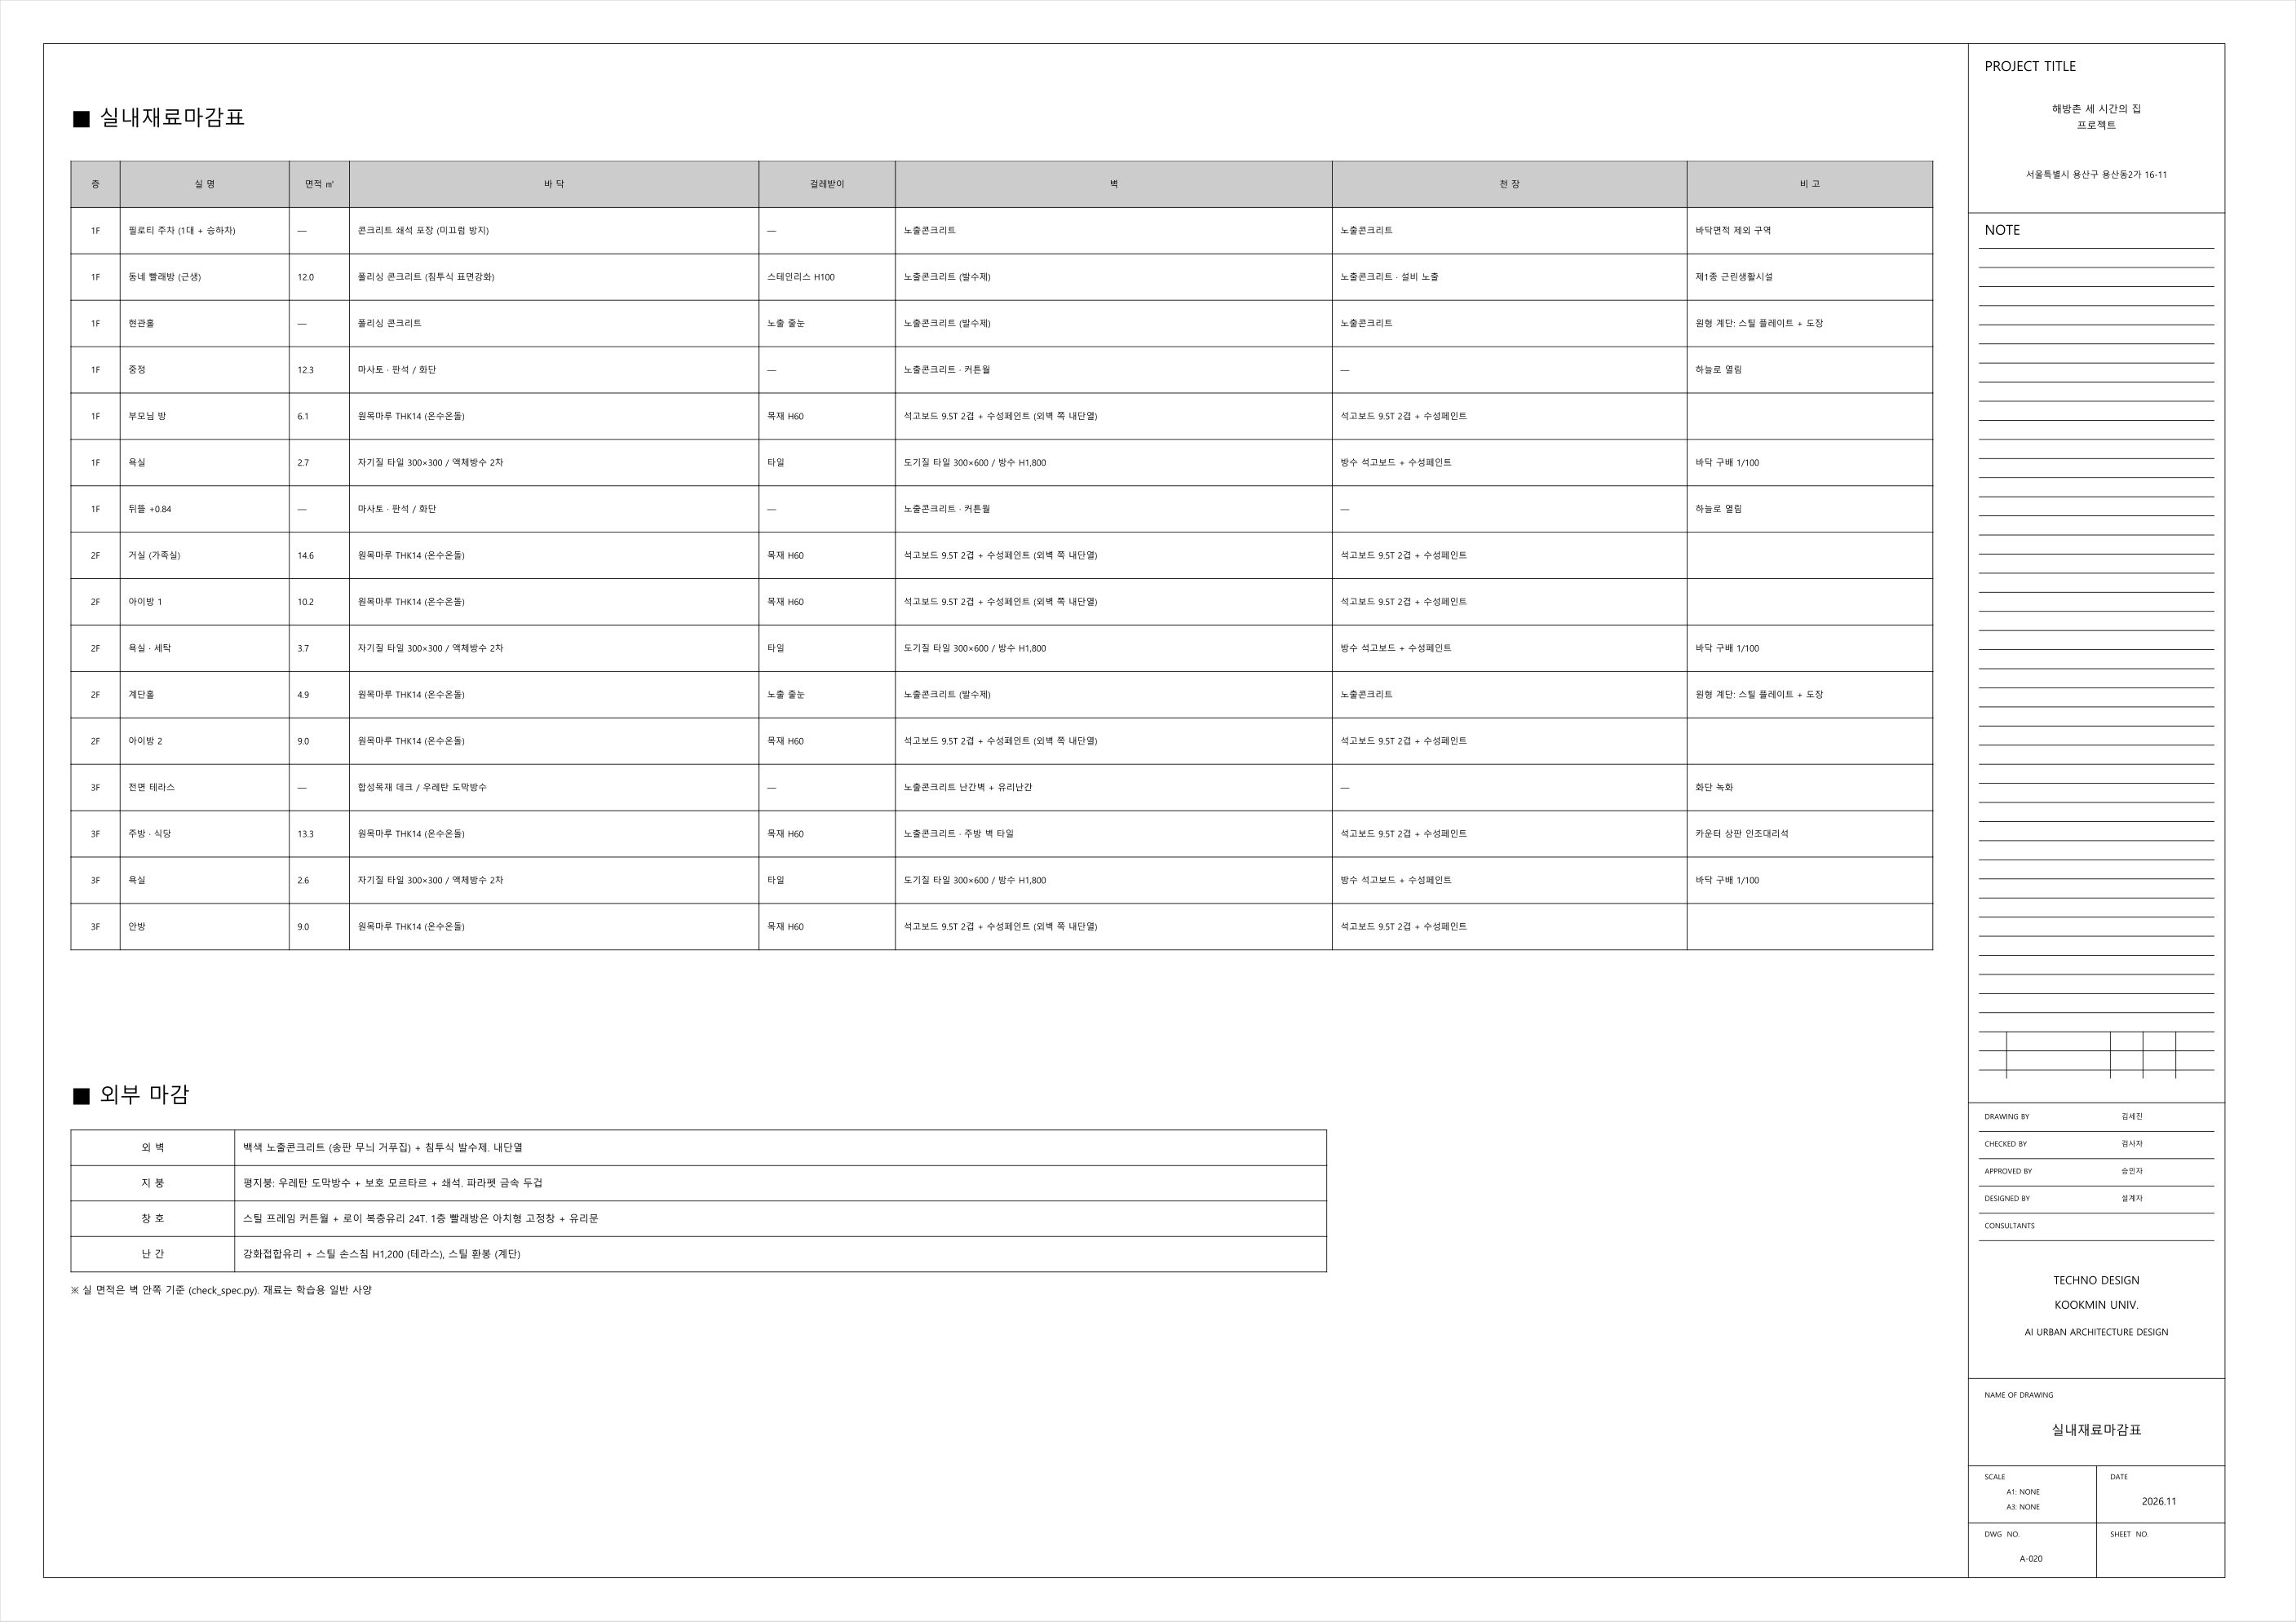 ■ 실내재료마감표
층 실 명 면적 ㎡ 바 닥 걸레받이 벽 천 장 비 고
1F 필로티 주차 (1대 + 승하차) — 콘크리트 쇄석 포장 (미끄럼 방지) — 노출콘크리트 노출콘크리트 바닥면적 제외 구역
1F 동네 빨래방 (근생) 12.0 폴리싱 콘크리트 (침투식 표면강화) 스테인리스 H100 노출콘크리트 (발수제) 노출콘크리트 · 설비 노출 제1종 근린생활시설
1F 현관홀 — 폴리싱 콘크리트 노출 줄눈 노출콘크리트 (발수제) 노출콘크리트 원형 계단: 스틸 플레이트 + 도장
1F 중정 12.3 마사토 · 판석 / 화단 — 노출콘크리트 · 커튼월 — 하늘로 열림
1F 부모님 방 6.1 원목마루 THK14 (온수온돌) 목재 H60 석고보드 9.5T 2겹 + 수성페인트 (외벽 쪽 내단열) 석고보드 9.5T 2겹 + 수성페인트
1F 욕실 2.7 자기질 타일 300×300 / 액체방수 2차 타일 도기질 타일 300×600 / 방수 H1,800 방수 석고보드 + 수성페인트 바닥 구배 1/100
1F 뒤뜰 +0.84 — 마사토 · 판석 / 화단 — 노출콘크리트 · 커튼월 — 하늘로 열림
2F 거실 (가족실) 14.6 원목마루 THK14 (온수온돌) 목재 H60 석고보드 9.5T 2겹 + 수성페인트 (외벽 쪽 내단열) 석고보드 9.5T 2겹 + 수성페인트
2F 아이방 1 10.2 원목마루 THK14 (온수온돌) 목재 H60 석고보드 9.5T 2겹 + 수성페인트 (외벽 쪽 내단열) 석고보드 9.5T 2겹 + 수성페인트
2F 욕실 · 세탁 3.7 자기질 타일 300×300 / 액체방수 2차 타일 도기질 타일 300×600 / 방수 H1,800 방수 석고보드 + 수성페인트 바닥 구배 1/100
2F 계단홀 4.9 원목마루 THK14 (온수온돌) 노출 줄눈 노출콘크리트 (발수제) 노출콘크리트 원형 계단: 스틸 플레이트 + 도장
2F 아이방 2 9.0 원목마루 THK14 (온수온돌) 목재 H60 석고보드 9.5T 2겹 + 수성페인트 (외벽 쪽 내단열) 석고보드 9.5T 2겹 + 수성페인트
3F 전면 테라스 — 합성목재 데크 / 우레탄 도막방수 — 노출콘크리트 난간벽 + 유리난간 — 화단 녹화
3F 주방 · 식당 13.3 원목마루 THK14 (온수온돌) 목재 H60 노출콘크리트 · 주방 벽 타일 석고보드 9.5T 2겹 + 수성페인트 카운터 상판 인조대리석
3F 욕실 2.6 자기질 타일 300×300 / 액체방수 2차 타일 도기질 타일 300×600 / 방수 H1,800 방수 석고보드 + 수성페인트 바닥 구배 1/100
3F 안방 9.0 원목마루 THK14 (온수온돌) 목재 H60 석고보드 9.5T 2겹 + 수성페인트 (외벽 쪽 내단열) 석고보드 9.5T 2겹 + 수성페인트
■ 외부 마감
외 벽 백색 노출콘크리트 (송판 무늬 거푸집) + 침투식 발수제. 내단열
지 붕 평지붕: 우레탄 도막방수 + 보호 모르타르 + 쇄석. 파라펫 금속 두겁
창 호 스틸 프레임 커튼월 + 로이 복층유리 24T. 1층 빨래방은 아치형 고정창 + 유리문
난 간 강화접합유리 + 스틸 손스침 H1,200 (테라스), 스틸 환봉 (계단)
※ 실 면적은 벽 안쪽 기준 (check_spec.py). 재료는 학습용 일반 사양
PROJECT TITLE
해방촌 세 시간의 집
프로젝트
서울특별시 용산구 용산동2가 16-11
NOTE
DRAWING BY 김세진
CHECKED BY 검사자
APPROVED BY 승인자
DESIGNED BY 설계자
CONSULTANTS
TECHNO DESIGN
KOOKMIN UNIV.
AI URBAN ARCHITECTURE DESIGN
NAME OF DRAWING
실내재료마감표
SCALE
A1: NONE
A3: NONE
DATE
2026.11
DWG NO.
A-020
SHEET NO.